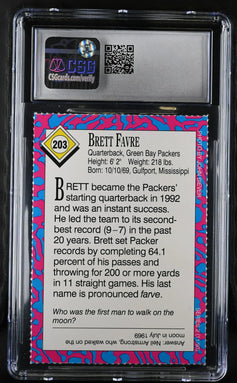 CSG
CSGcards.com/verify
203
BRETT FAVRE
Quarterback, Green Bay Packers
Height: 6' 2" Weight: 218 lbs.
Born: 10/10/69, Gulfport, Mississippi
BRETT became the Packers'
starting quarterback in 1992
and was an instant success.
He led the team to its second-
best record (9–7) in the past
20 years. Brett set Packer
records by completing 64.1
percent of his passes and
throwing for 200 or more yards
in 11 straight games. His last
name is pronounced farve.
Who was the first man to walk on
the moon?
Answer: Neil Armstrong, who walked on the
moon in July 1969